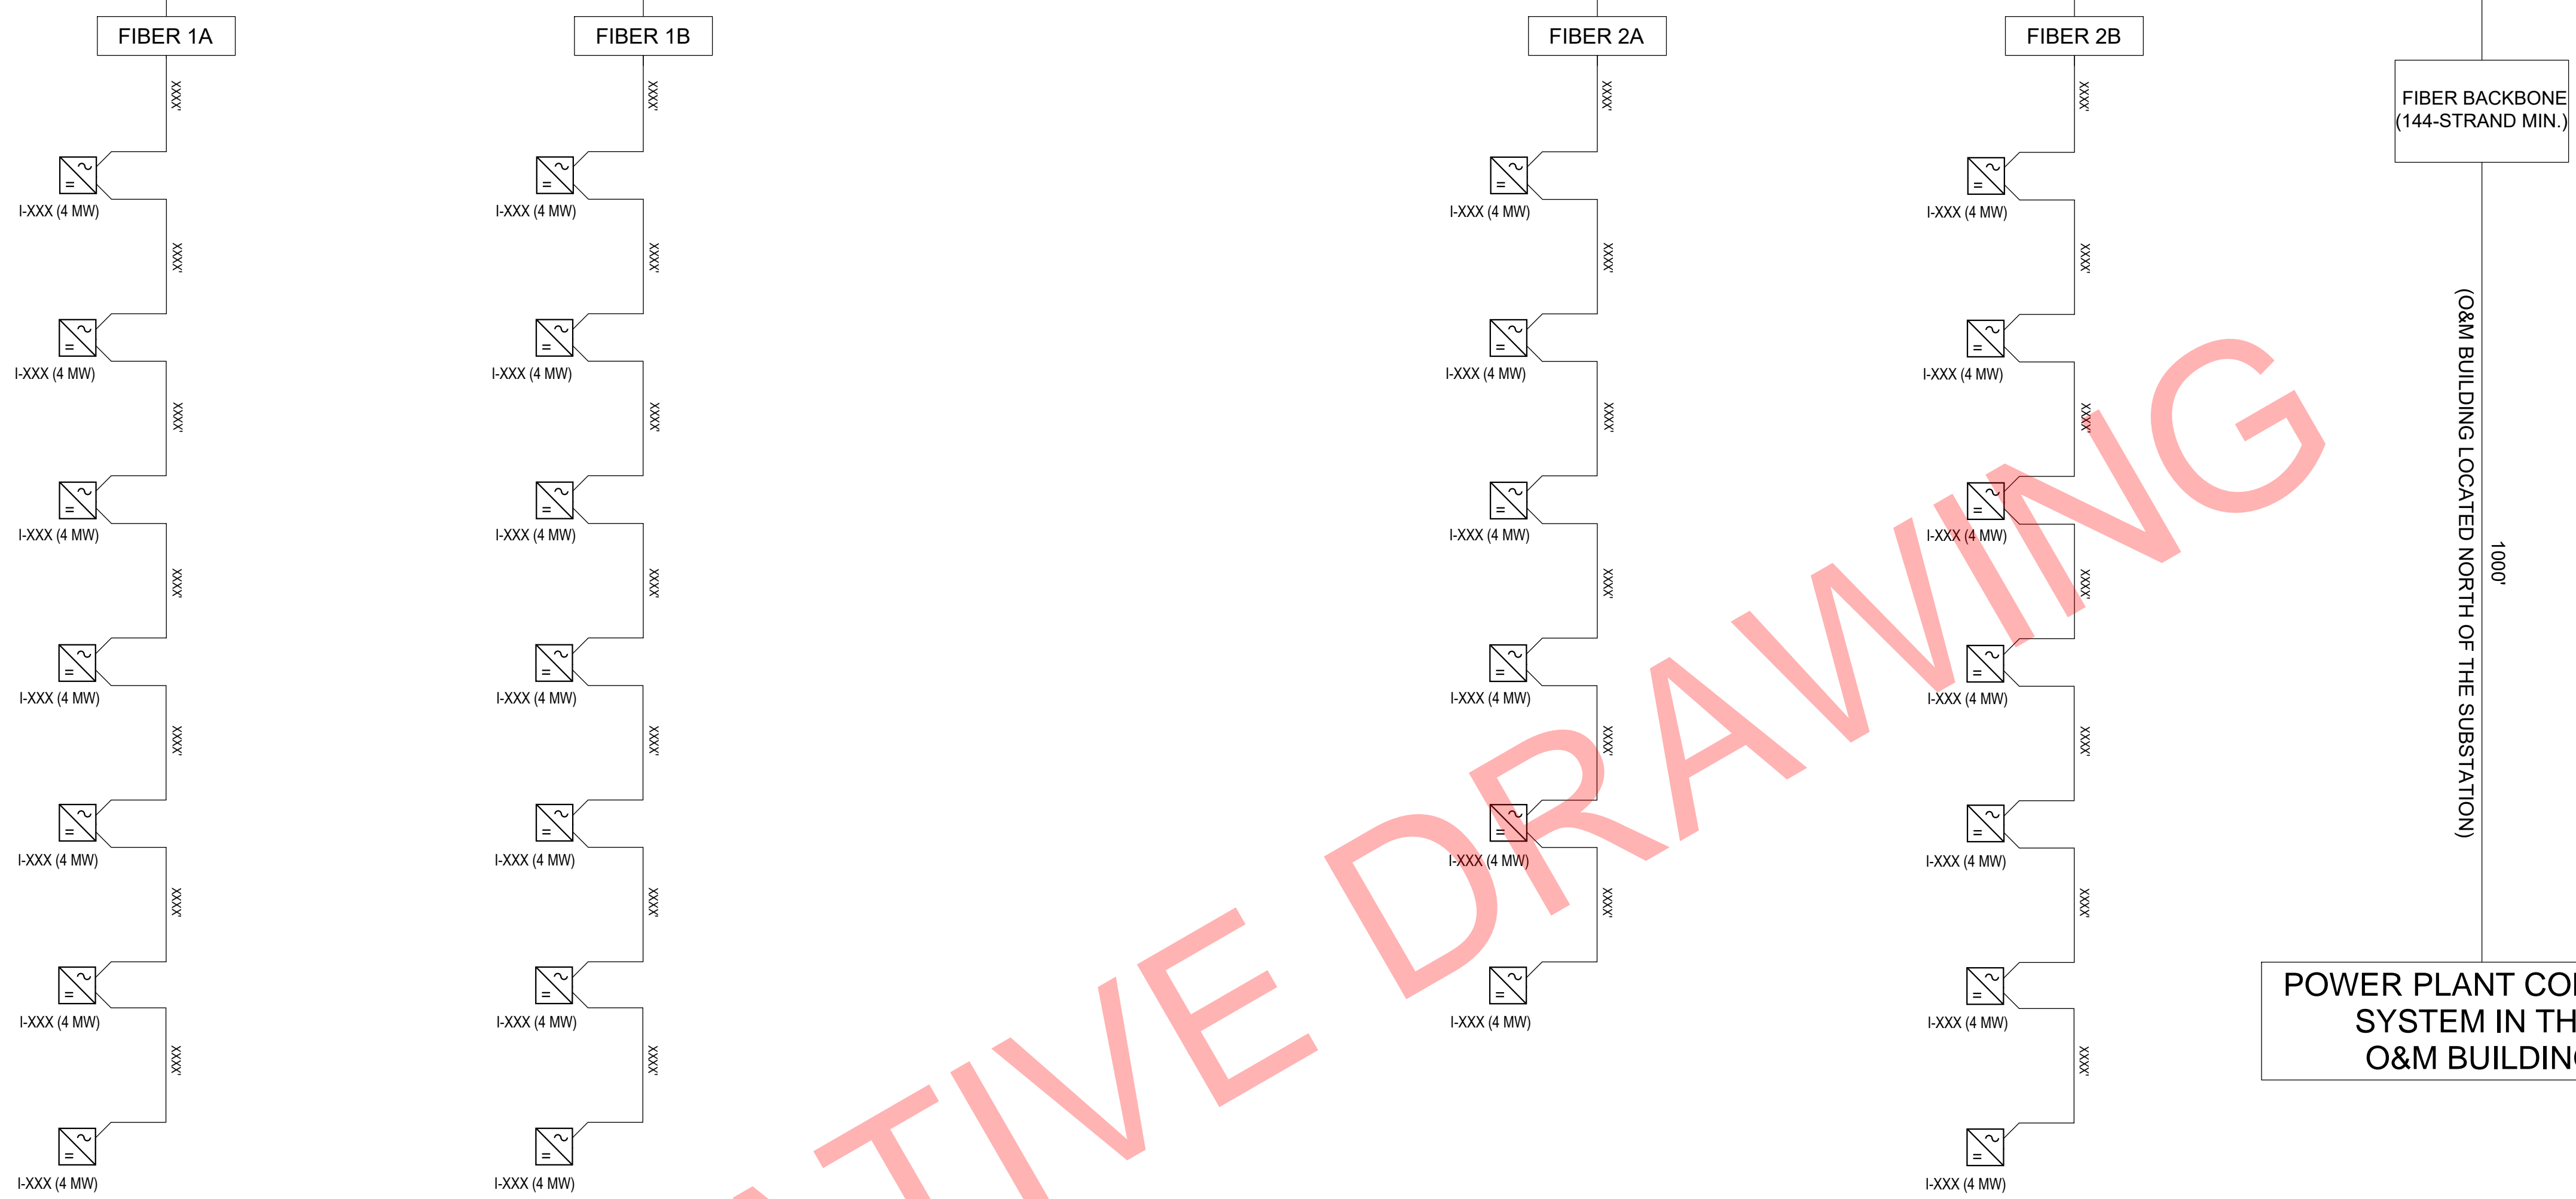 FIBER 1A
XXXX'
I-XXX (4 MW)
XXXX'
I-XXX (4 MW)
XXXX'
I-XXX (4 MW)
XXXX'
I-XXX (4 MW)
XXXX'
I-XXX (4 MW)
XXXX'
I-XXX (4 MW)
XXXX'
I-XXX (4 MW)
FIBER 1B
XXXX'
I-XXX (4 MW)
XXXX'
I-XXX (4 MW)
XXXX'
I-XXX (4 MW)
XXXX'
I-XXX (4 MW)
XXXX'
I-XXX (4 MW)
XXXX'
I-XXX (4 MW)
XXXX'
I-XXX (4 MW)
FIBER 2A
XXXX'
I-XXX (4 MW)
XXXX'
I-XXX (4 MW)
XXXX'
I-XXX (4 MW)
XXXX'
I-XXX (4 MW)
XXXX'
I-XXX (4 MW)
XXXX'
I-XXX (4 MW)
FIBER 2B
XXXX'
I-XXX (4 MW)
XXXX'
I-XXX (4 MW)
XXXX'
I-XXX (4 MW)
XXXX'
I-XXX (4 MW)
XXXX'
I-XXX (4 MW)
XXXX'
I-XXX (4 MW)
XXXX'
I-XXX (4 MW)
FIBER BACKBONE
(144-STRAND MIN.)
1000'
(O&M BUILDING LOCATED NORTH OF THE SUBSTATION)
POWER PLANT CO
SYSTEM IN TH
O&M BUILDING
ATIVE DRAWING